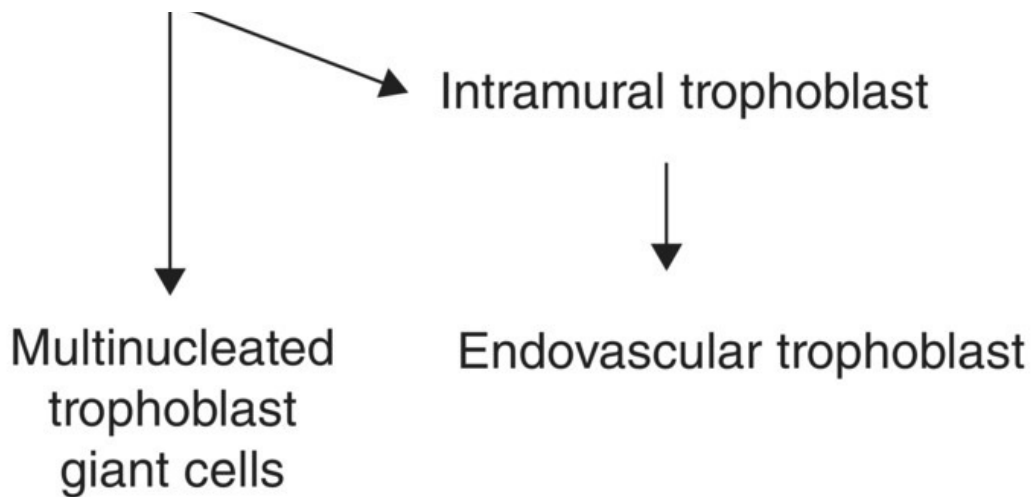 Intramural trophoblast
Multinucleated
trophoblast
giant cells
Endovascular trophoblast